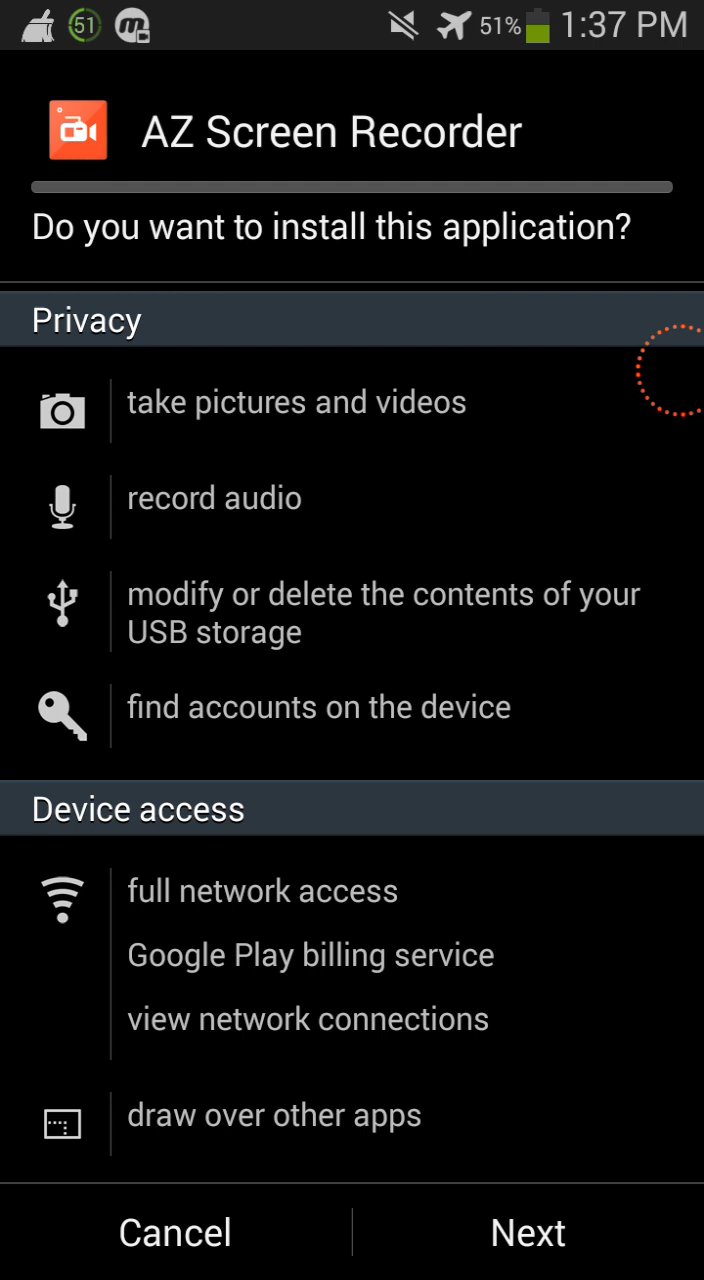 51 m 51% 1:37 PM
AZ Screen Recorder
Do you want to install this application?
Privacy
take pictures and videos
record audio
modify or delete the contents of your
USB storage
find accounts on the device
Device access
full network access
Google Play billing service
view network connections
draw over other apps
Cancel Next